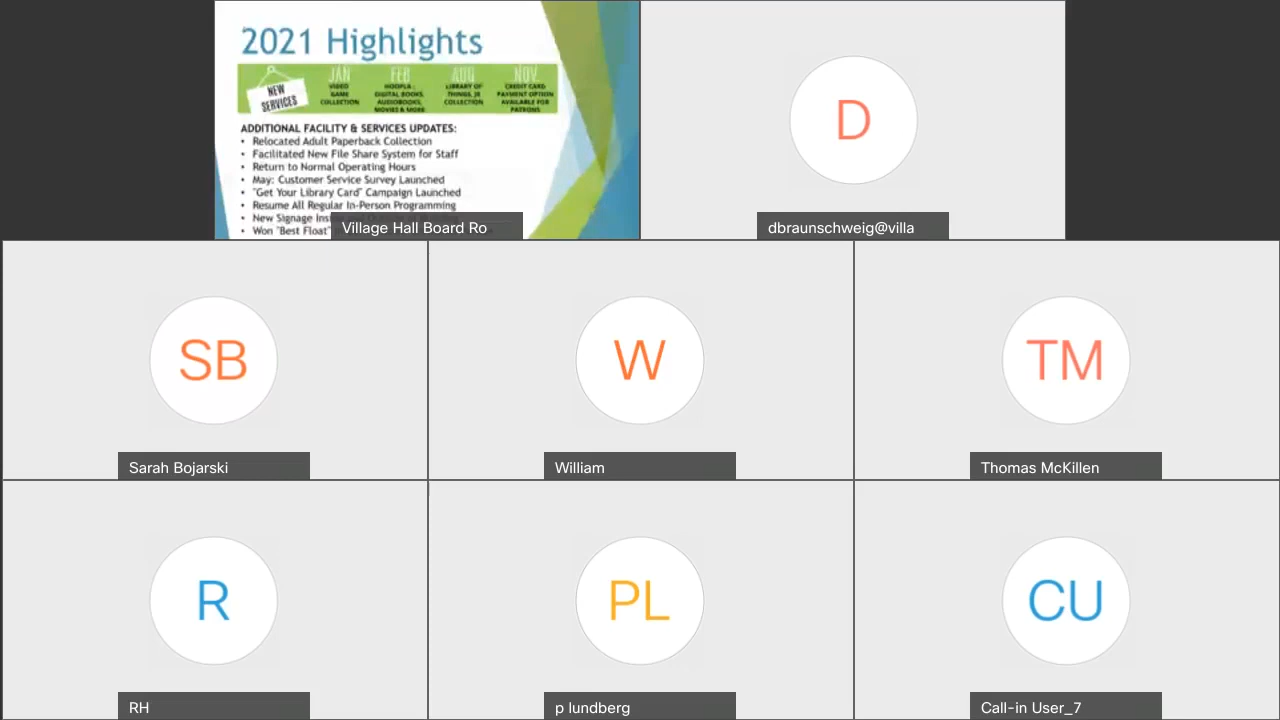 2021 Highlights
NEW SERVICES
JAN
VIDEO
GAME
COLLECTION
FEB
HOOPLA :
DIGITAL BOOKS,
AUDIOBOOKS,
MOVIES & MORE
AUG
LIBRARY OF
THINGS, JR
COLLECTION
NOV
CREDIT CARD
PAYMENT OPTION
AVAILABLE FOR
PATRONS
ADDITIONAL FACILITY & SERVICES UPDATES:
• Relocated Adult Paperback Collection
• Facilitated New File Share System for Staff
• Return to Normal Operating Hours
• May: Customer Service Survey Launched
• "Get Your Library Card" Campaign Launched
• Resume All Regular In-Person Programming
• New Signage
• Won "Best Float"
Village Hall Board Ro
D
dbraunschweig@villa
SB
Sarah Bojarski
W
William
TM
Thomas McKillen
R
RH
PL
p lundberg
CU
Call-in User_7